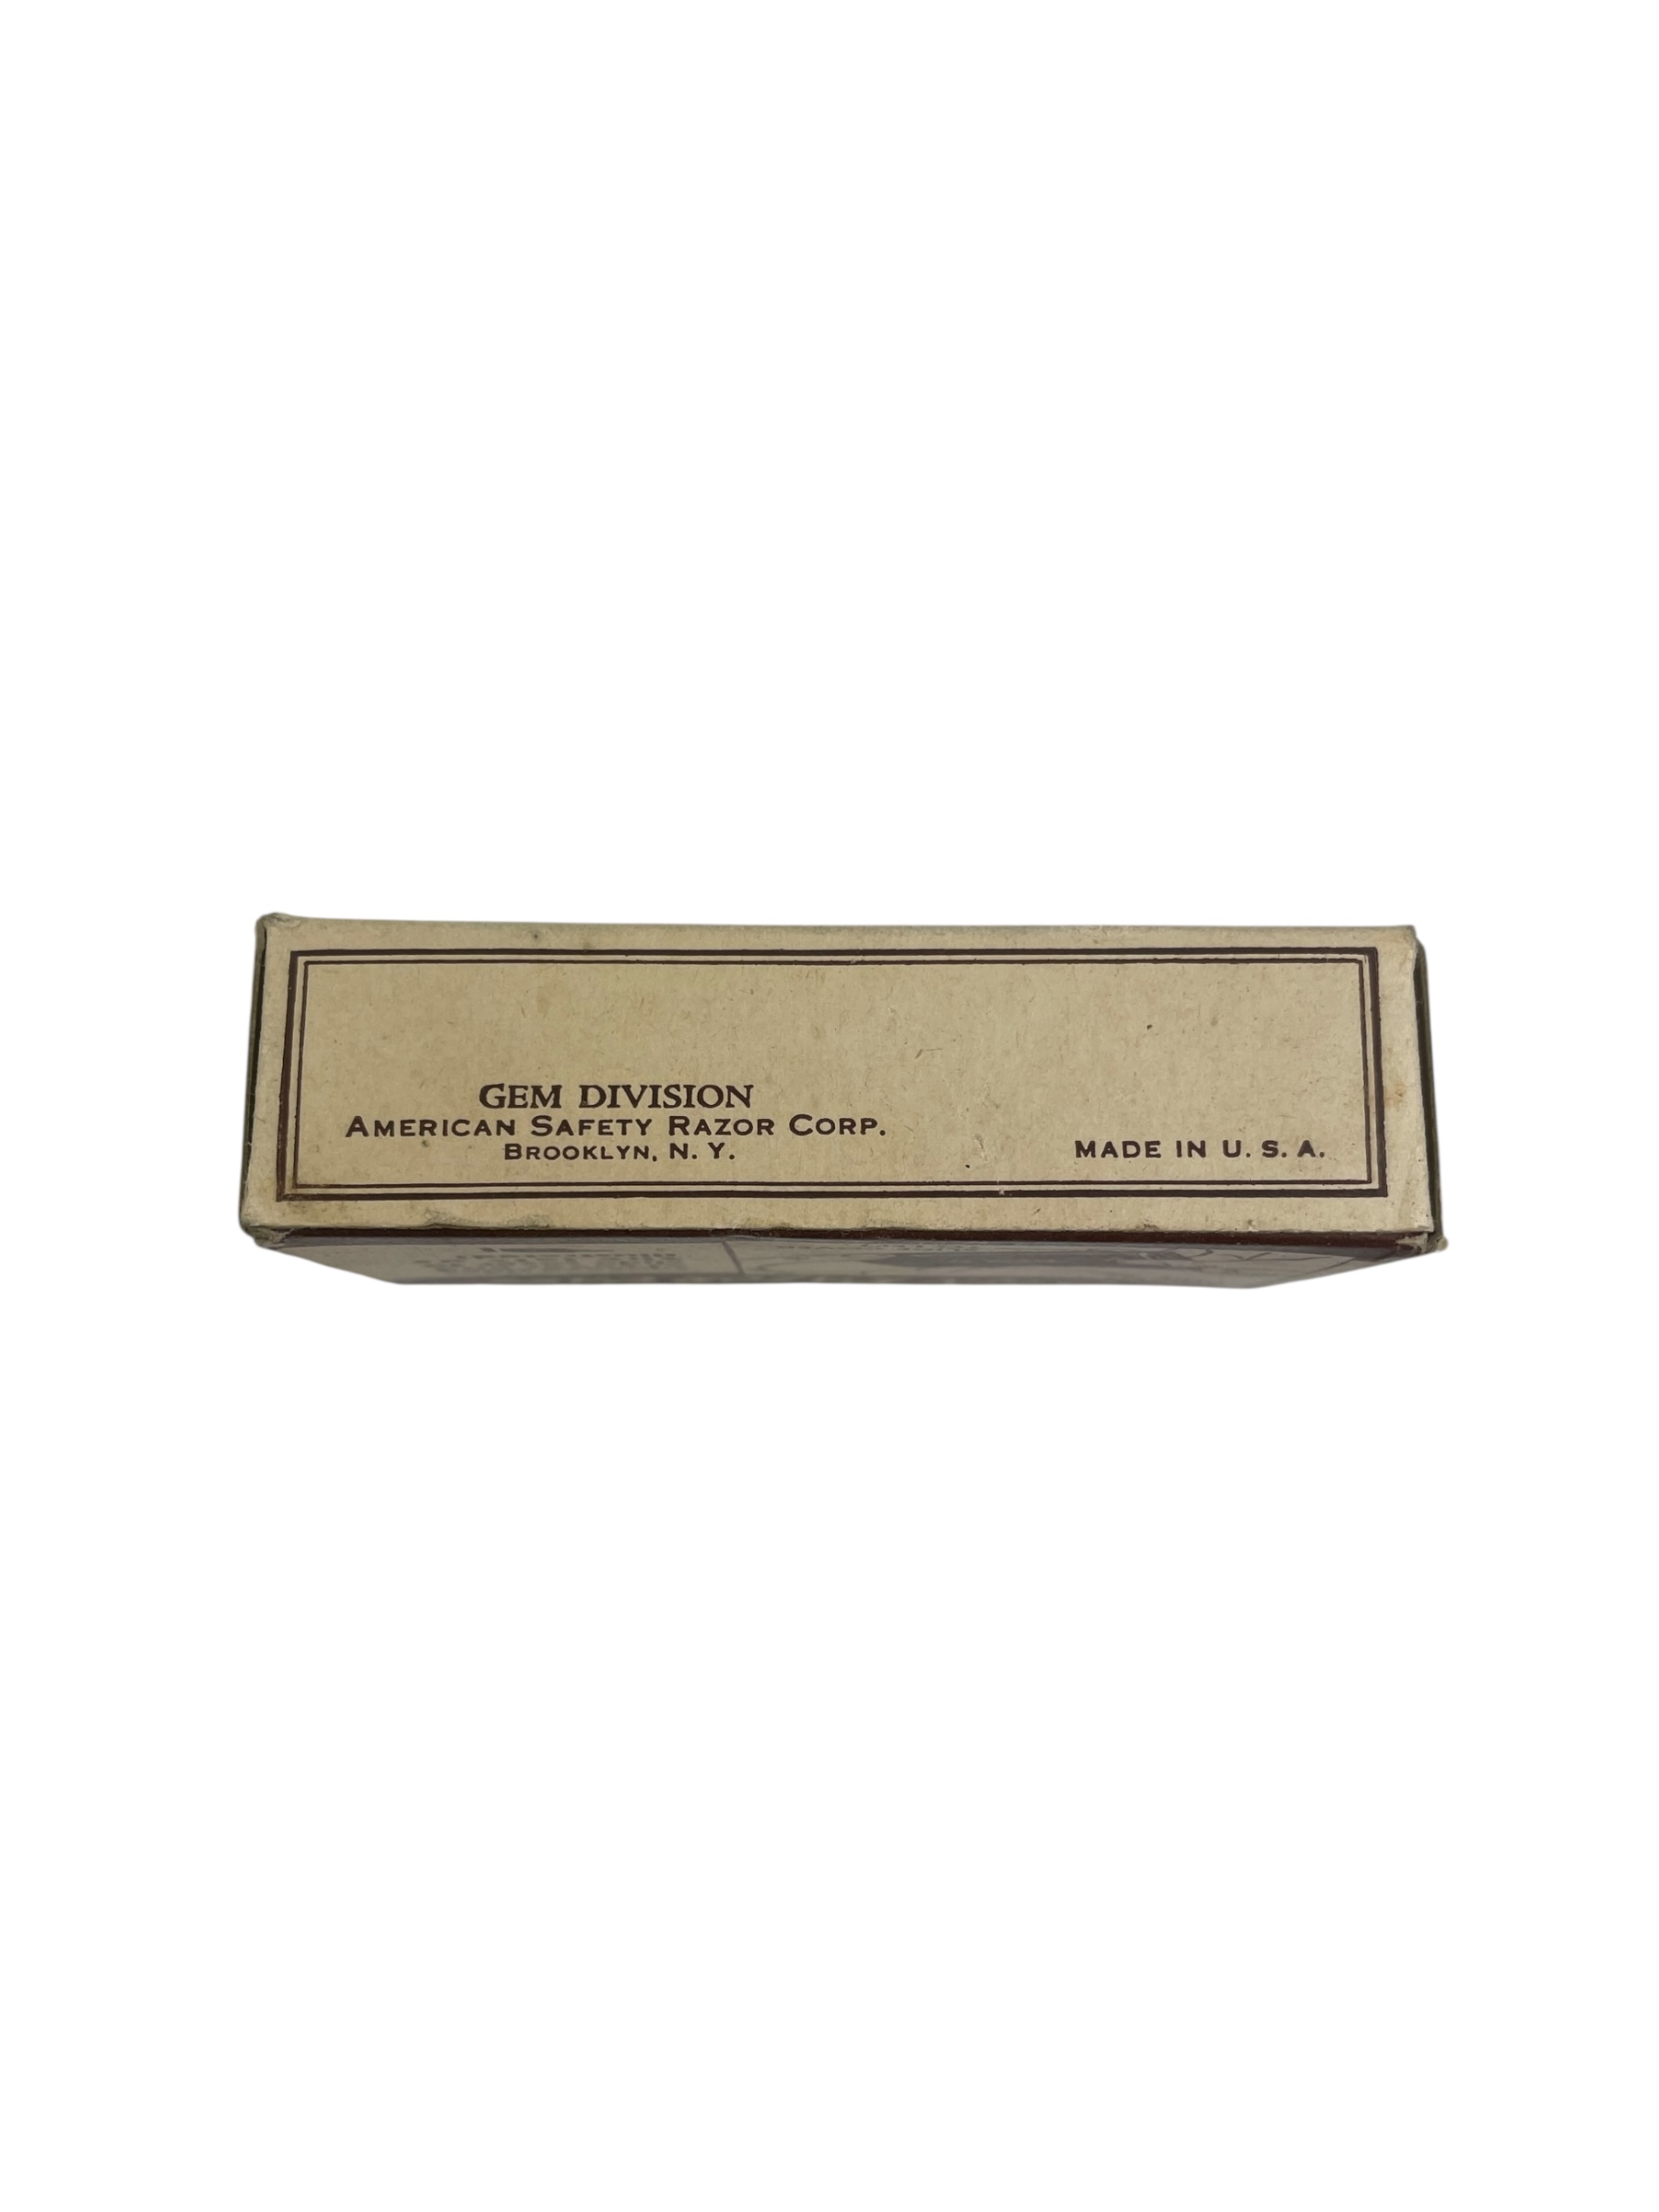 GEM DIVISION
AMERICAN SAFETY RAZOR CORP.
BROOKLYN, N. Y.
MADE IN U. S. A.